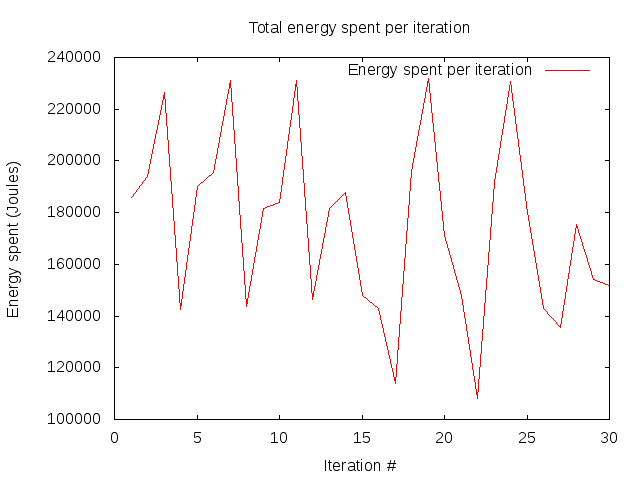 Total energy spent per iteration
Energy spent per iteration
240000
220000
200000
180000
160000
140000
120000
100000
Energy spent (Joules)
0 5 10 15 20 25 30
Iteration #